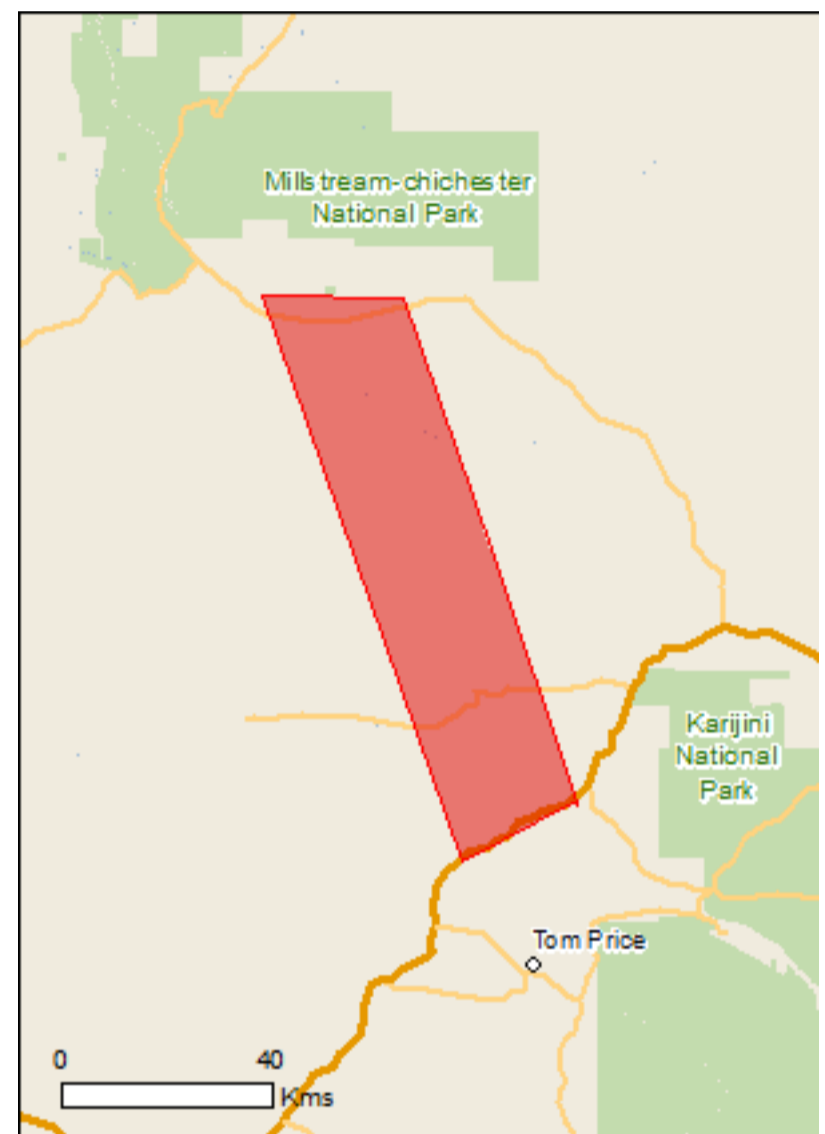 Millstream-chichester
National Park
Karijini
National
Park
Tom Price
0 40
Kms